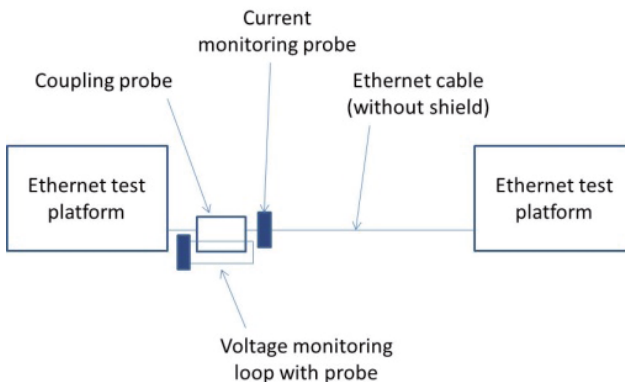 Current
monitoring probe
Coupling probe
Ethernet cable
(without shield)
Ethernet test
platform
Ethernet test
platform
Voltage monitoring
loop with probe